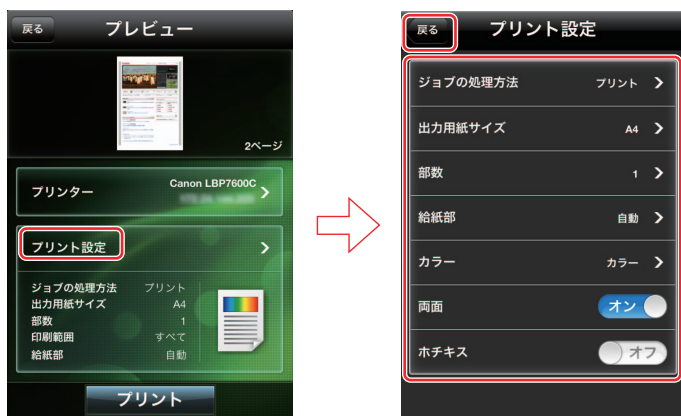 戻る プレビュー
2ページ
プリンター Canon LBP7600C
プリント設定
ジョブの処理方法 プリント
出力用紙サイズ A4
部数 1
印刷範囲 すべて
給紙部 自動
プリント
戻る プリント設定
ジョブの処理方法 プリント
出力用紙サイズ A4
部数 1
給紙部 自動
カラー カラー
両面 オン
ホチキス オフ